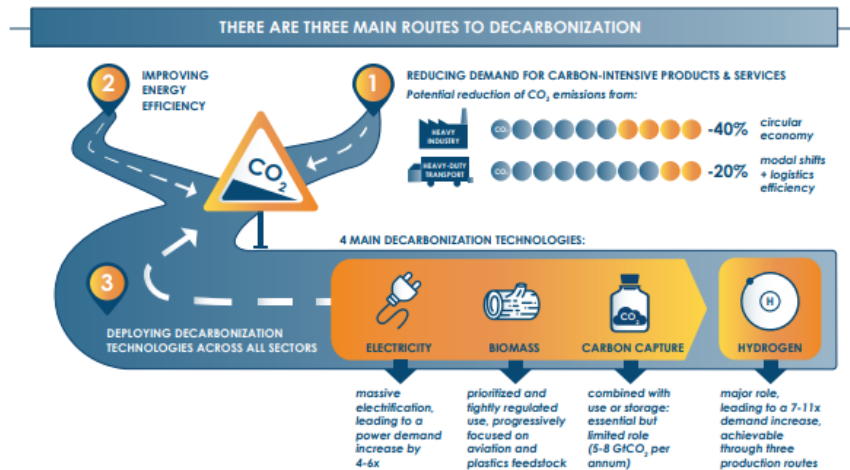 THERE ARE THREE MAIN ROUTES TO DECARBONIZATION
2
IMPROVING
ENERGY
EFFICIENCY
1
REDUCING DEMAND FOR CARBON-INTENSIVE PRODUCTS & SERVICES
Potential reduction of CO₂ emissions from:
HEAVY
INDUSTRY
CO₂
-40%
circular
economy
HEAVY-DUTY
TRANSPORT
CO₂
-20%
modal shifts
+ logistics
efficiency
CO₂
3
DEPLOYING DECARBONIZATION
TECHNOLOGIES ACROSS ALL SECTORS
4 MAIN DECARBONIZATION TECHNOLOGIES:
ELECTRICITY
massive
electrification,
leading to a
power demand
increase by
4-6x
BIOMASS
prioritized and
tightly regulated
use, progressively
focused on
aviation and
plastics feedstock
CO₂
CARBON CAPTURE
combined with
use or storage:
essential but
limited role
(5-8 GtCO₂ per
annum)
H
HYDROGEN
major role,
leading to a 7-11x
demand increase,
achievable
through three
production routes